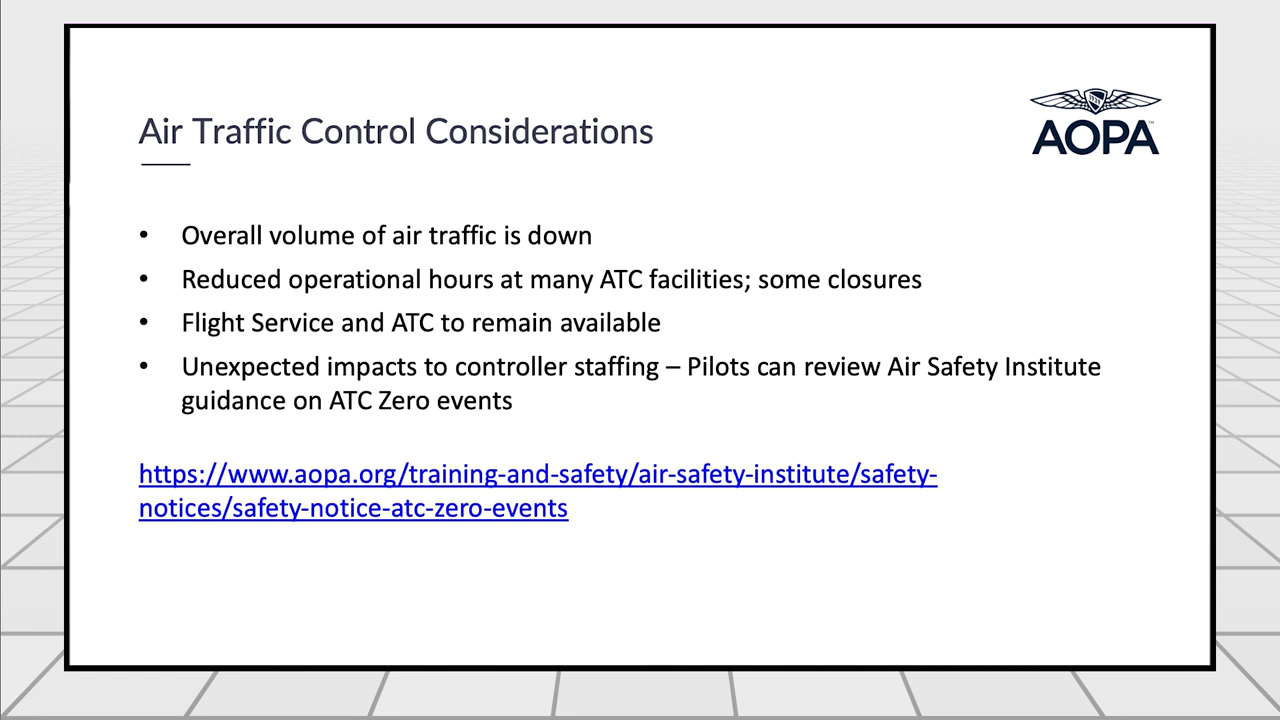 Air Traffic Control Considerations
AOPA™
• Overall volume of air traffic is down
• Reduced operational hours at many ATC facilities; some closures
• Flight Service and ATC to remain available
• Unexpected impacts to controller staffing – Pilots can review Air Safety Institute
guidance on ATC Zero events
https://www.aopa.org/training-and-safety/air-safety-institute/safety-
notices/safety-notice-atc-zero-events